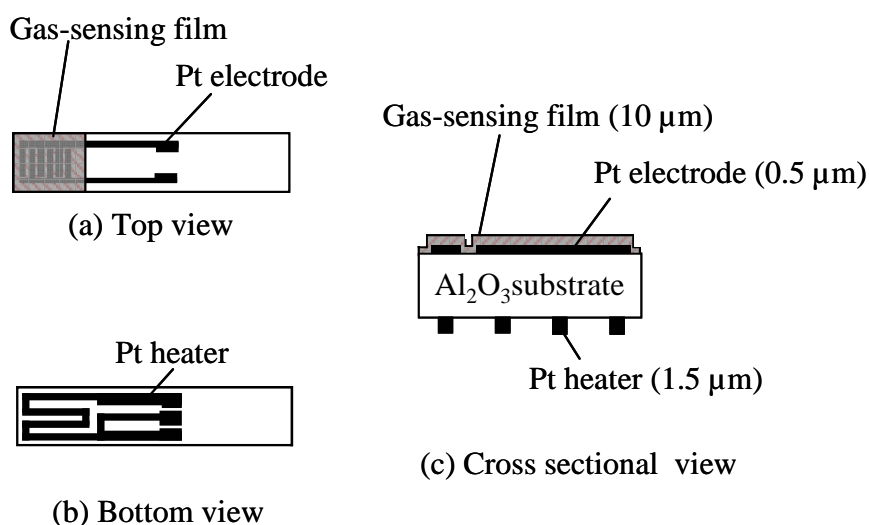 Gas-sensing film
Pt electrode
(a) Top view
Pt heater
(b) Bottom view
Gas-sensing film (10 µm)
Pt electrode (0.5 µm)
Al₂O₃substrate
Pt heater (1.5 µm)
(c) Cross sectional view